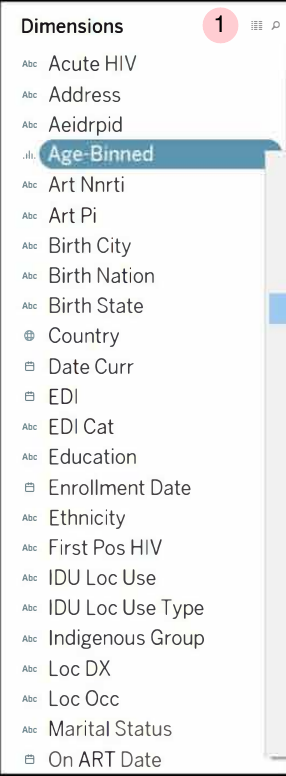 Dimensions 1
Abc Acute HIV
Abc Address
Abc Aeidrpid
Age-Binned
Abc Art Nnrti
Abc Art Pi
Abc Birth City
Abc Birth Nation
Abc Birth State
Country
Date Curr
EDI
Abc EDI Cat
Abc Education
Enrollment Date
Abc Ethnicity
Abc First Pos HIV
Abc IDU Loc Use
Abc IDU Loc Use Type
Abc Indigenous Group
Abc Loc DX
Abc Loc Occ
Abc Marital Status
On ART Date